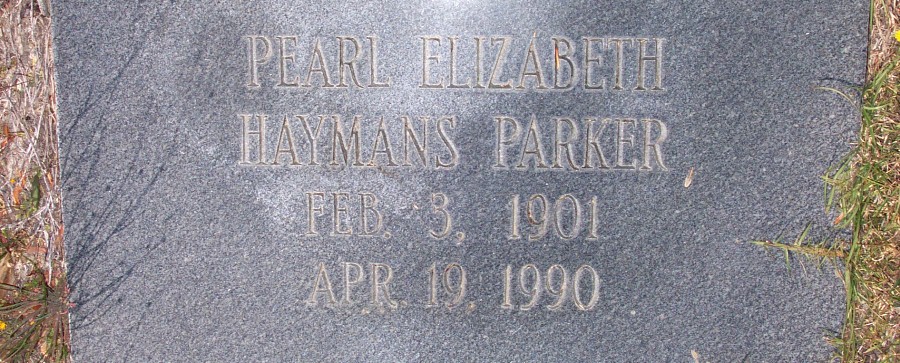 PEARL ELIZABETH
HAYMANS PARKER
FEB. 3, 1901
APR. 19, 1990